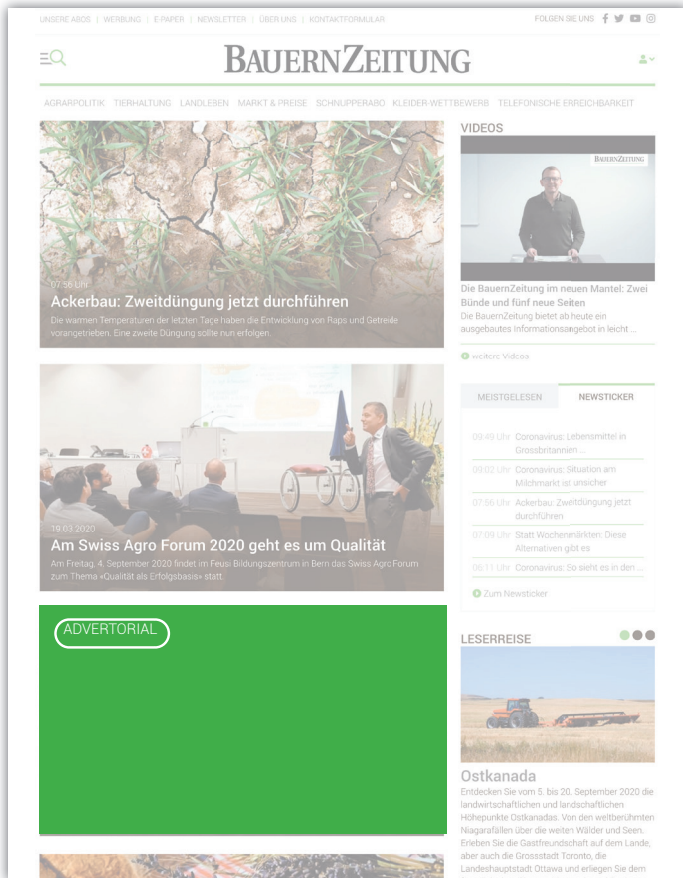 UNSERE ABOS | WERBUNG | E-PAPER | NEWSLETTER | ÜBER UNS | KONTAKTFORMULAR
FOLGEN SIE UNS
BAUERNZEITUNG
AGRARPOLITIK TIERHALTUNG LANDLEBEN MARKT & PREISE SCHNUPPERABO KLEIDER-WETTBEWERB TELEFONISCHE ERREICHBARKEIT
07:56 Uhr
Ackerbau: Zweitdüngung jetzt durchführen
Die warmen Temperaturen der letzten Tage haben die Entwicklung von Raps und Getreide
vorangetrieben. Eine zweite Düngung sollte nun erfolgen.
19.03.2020
Am Swiss Agro Forum 2020 geht es um Qualität
Am Freitag, 4. September 2020 findet im Feusi Bildungszentrum in Bern das Swiss Agro Forum
zum Thema «Qualität als Erfolgsbasis» statt.
ADVERTORIAL
VIDEOS
BAUERNZEITUNG
Die BauernZeitung im neuen Mantel: Zwei
Bünde und fünf neue Seiten
Die BauernZeitung bietet ab heute ein
ausgebautes Informationsangebot in leicht ...
weitere Videos
MEISTGELESEN NEWSTICKER
09:49 Uhr Coronavirus: Lebensmittel in
Grossbritannien ...
09:02 Uhr Coronavirus: Situation am
Milchmarkt ist unsicher
07:56 Uhr Ackerbau: Zweitdüngung jetzt
durchführen
07:09 Uhr Statt Wochenmärkten: Diese
Alternativen gibt es
06:11 Uhr Coronavirus: So sieht es in den ...
Zum Newsticker
LESERREISE
Ostkanada
Entdecken Sie vom 5. bis 20. September 2020 die
landwirtschaftlichen und landschaftlichen
Höhepunkte Ostkanadas. Von den weltberühmten
Niagarafällen über die weiten Wälder und Seen.
Erleben Sie die Gastfreundschaft auf dem Lande,
aber auch die Grossstadt Toronto, die
Landeshauptstadt Ottawa und erliegen Sie dem